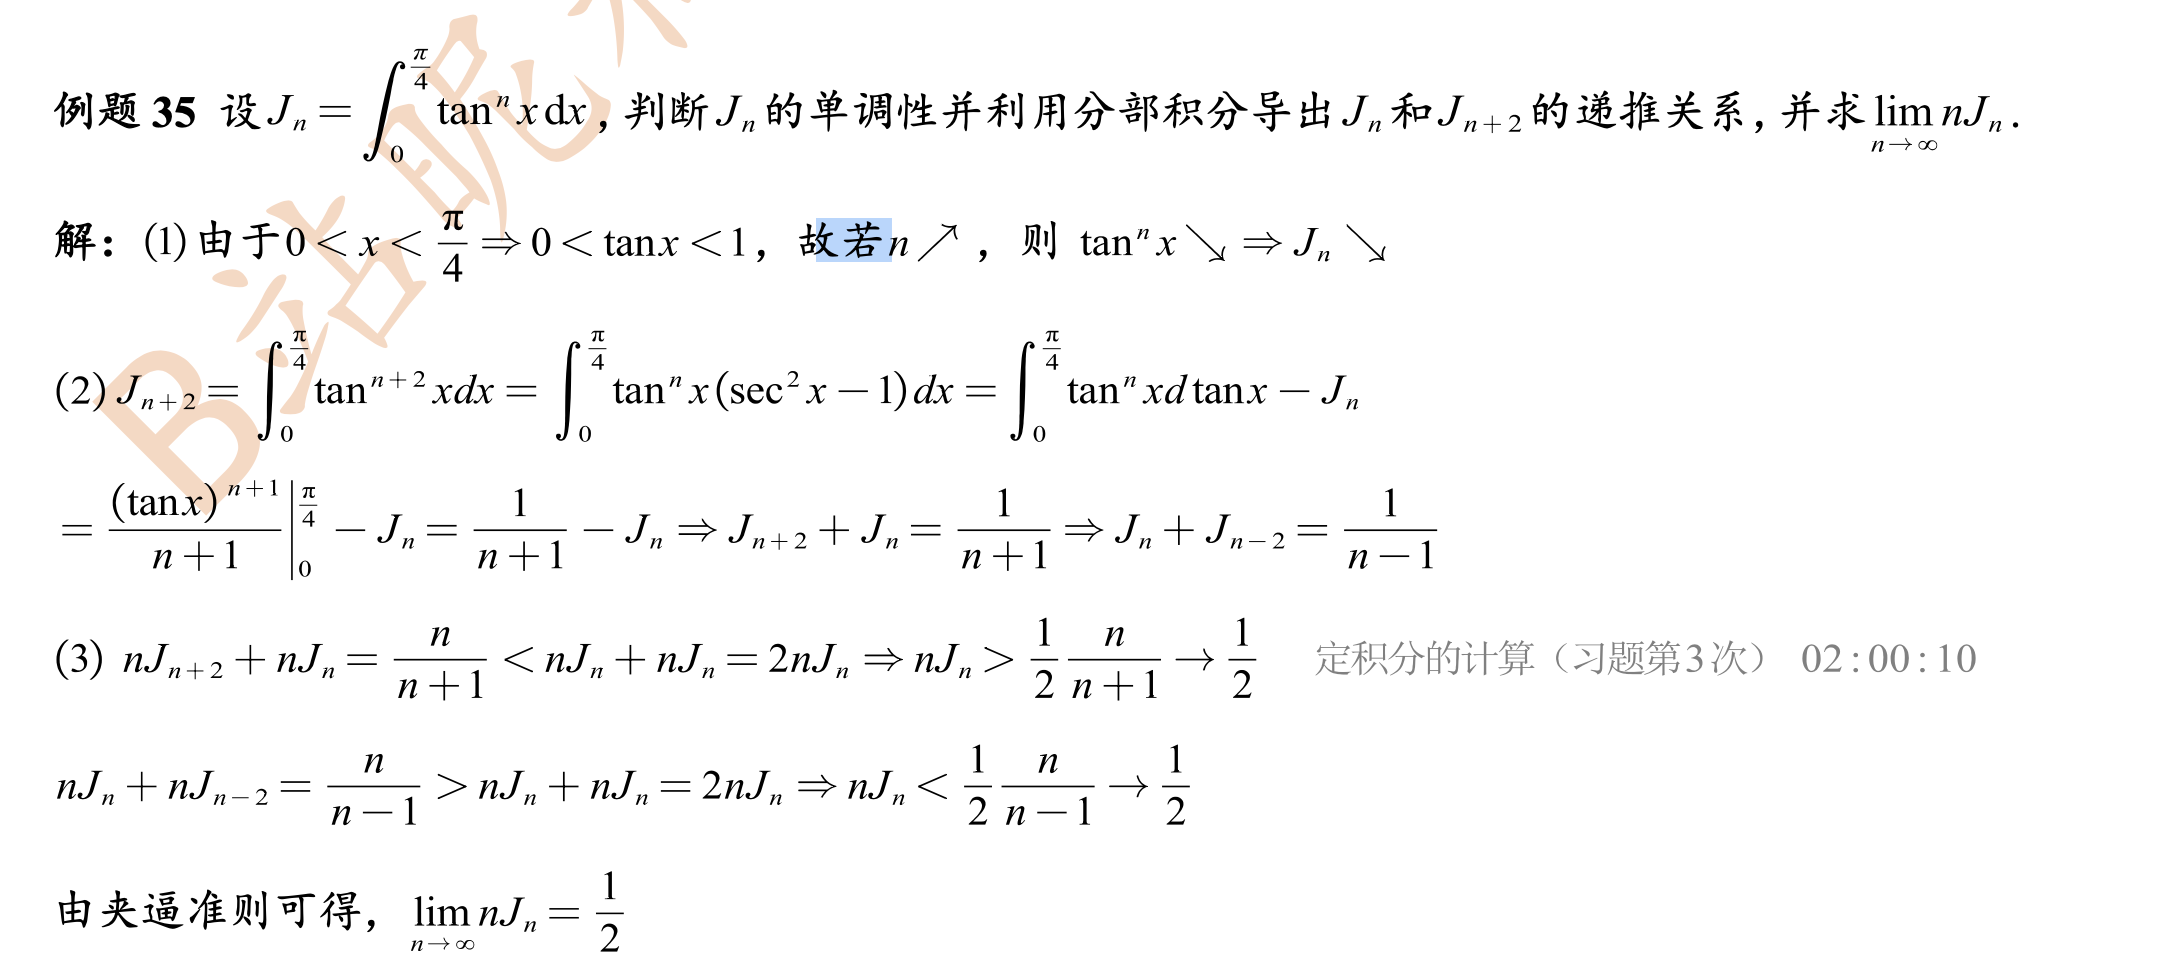 例题 35 设 $J_n = \int_0^{\frac{\pi}{4}} \tan^n x \, \mathrm{d}x$ , 判断 $J_n$ 的单调性并利用分部积分导出 $J_n$ 和 $J_{n+2}$ 的递推关系, 并求 $\lim_{n \to \infty} nJ_n$ .
解: (1) 由于 $0 < x < \frac{\pi}{4} \Rightarrow 0 < \tan x < 1$ , 故若 $n \nearrow$ , 则 $\tan^n x \searrow \Rightarrow J_n \searrow$
(2) $J_{n+2} = \int_0^{\frac{\pi}{4}} \tan^{n+2} x dx = \int_0^{\frac{\pi}{4}} \tan^n x (\sec^2 x - 1) dx = \int_0^{\frac{\pi}{4}} \tan^n x d \tan x - J_n$
$= \frac{(\tan x)^{n+1}}{n+1} \Big|_0^{\frac{\pi}{4}} - J_n = \frac{1}{n+1} - J_n \Rightarrow J_{n+2} + J_n = \frac{1}{n+1} \Rightarrow J_n + J_{n-2} = \frac{1}{n-1}$
(3) $nJ_{n+2} + nJ_n = \frac{n}{n+1} < nJ_n + nJ_n = 2nJ_n \Rightarrow nJ_n > \frac{1}{2} \frac{n}{n+1} \to \frac{1}{2}$ 定积分的计算（习题第3次） 02:00:10
$nJ_n + nJ_{n-2} = \frac{n}{n-1} > nJ_n + nJ_n = 2nJ_n \Rightarrow nJ_n < \frac{1}{2} \frac{n}{n-1} \to \frac{1}{2}$
由夹逼准则可得, $\lim_{n \to \infty} nJ_n = \frac{1}{2}$
B站昵